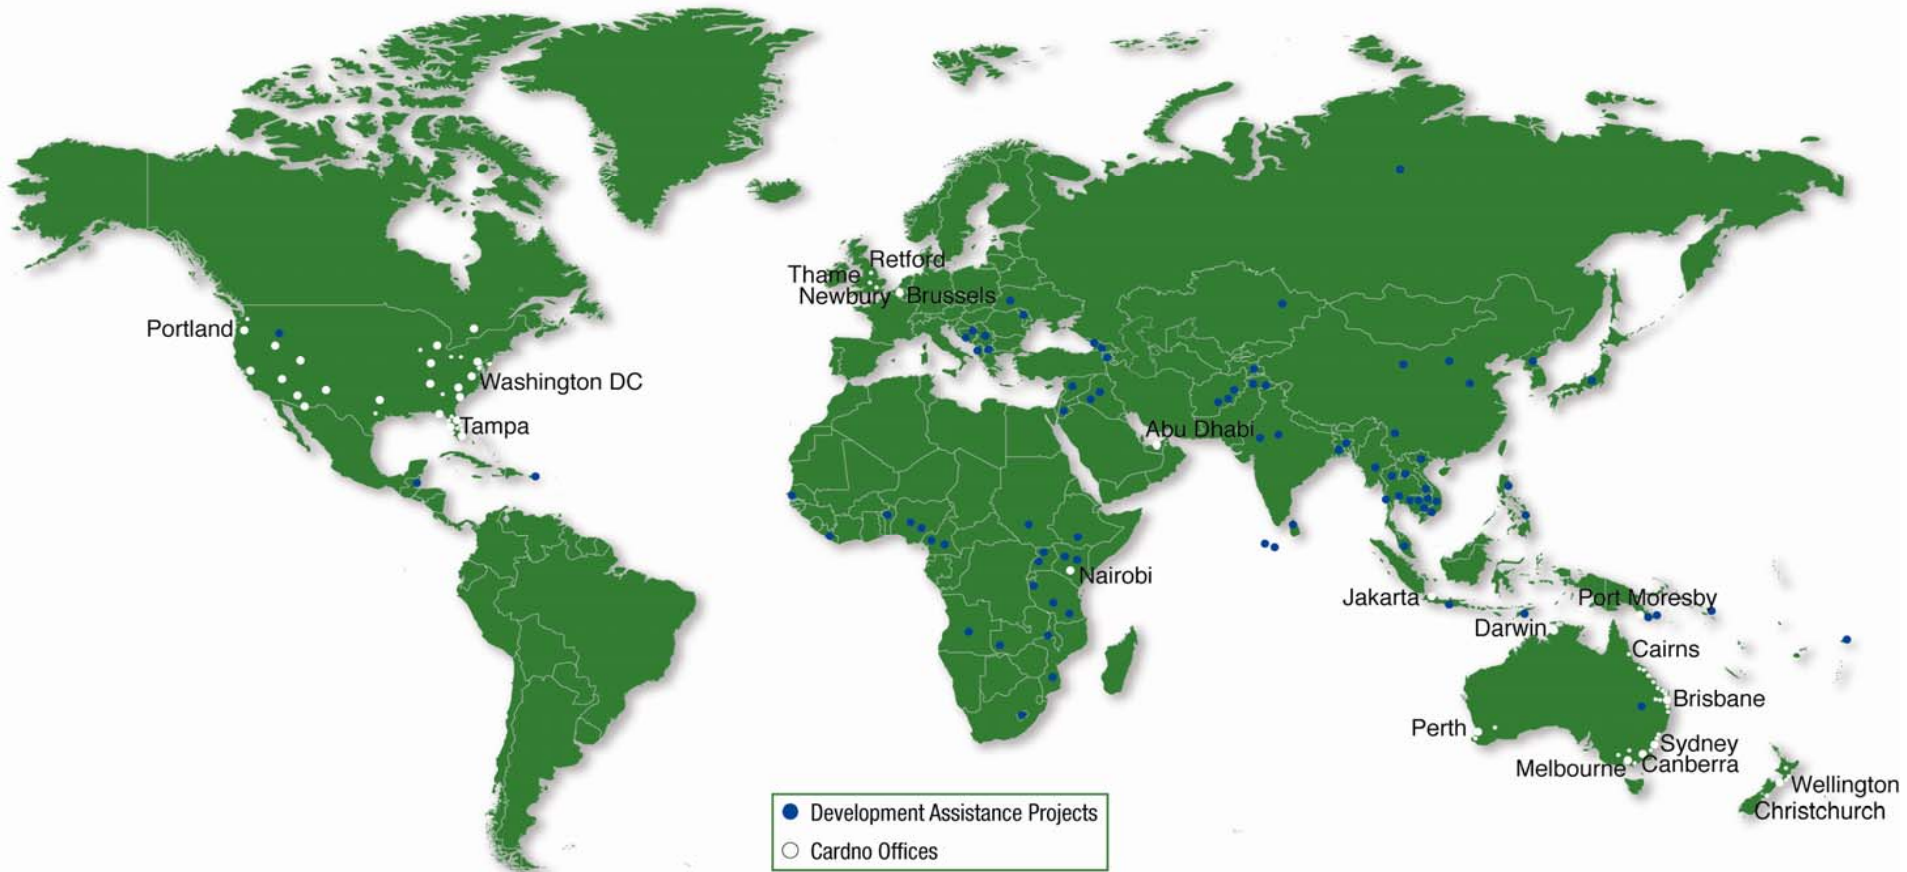 Retford
Thame
Newbury
Brussels
Portland
Washington DC
Tampa
Abu Dhabi
Nairobi
Jakarta
Port Moresby
Darwin
Cairns
Brisbane
Perth
Sydney
Canberra
Melbourne
Wellington
Christchurch
Development Assistance Projects
Cardno Offices